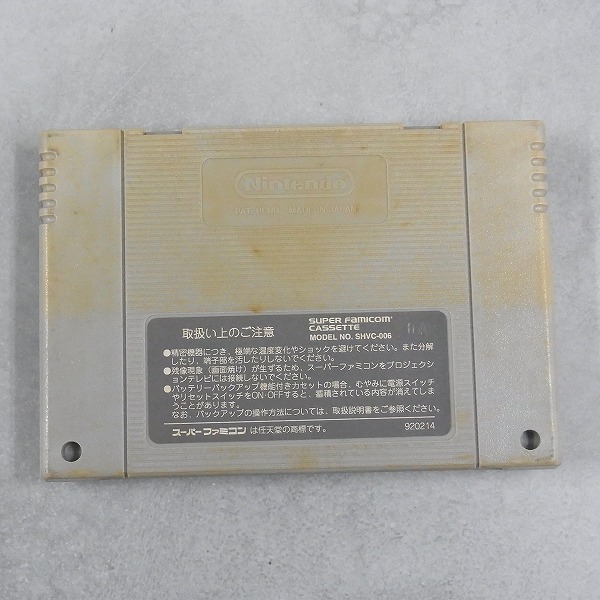 Nintendo
PAT. PEND. MADE IN JAPAN
取扱い上のご注意
SUPER FAMICOM
CASSETTE
MODEL NO. SHVC-006
●精密機器につき、極端な温度変化やショックを避けてください。また分解
したり、端子部を汚したりしないでください。
●残像現象（画面焼け）が生ずるため、スーパーファミコンをプロジェクシ
ョンテレビには接続しないでください。
●バッテリーバックアップ機能付きカセットの場合、むやみに電源スイッチ
やリセットスイッチをON・OFFすると、蓄積されている内容が消えてしま
うことがあります。
なお、バックアップの操作方法については、取扱説明書をご参照ください。
スーパーファミコン は任天堂の商標です。
920214